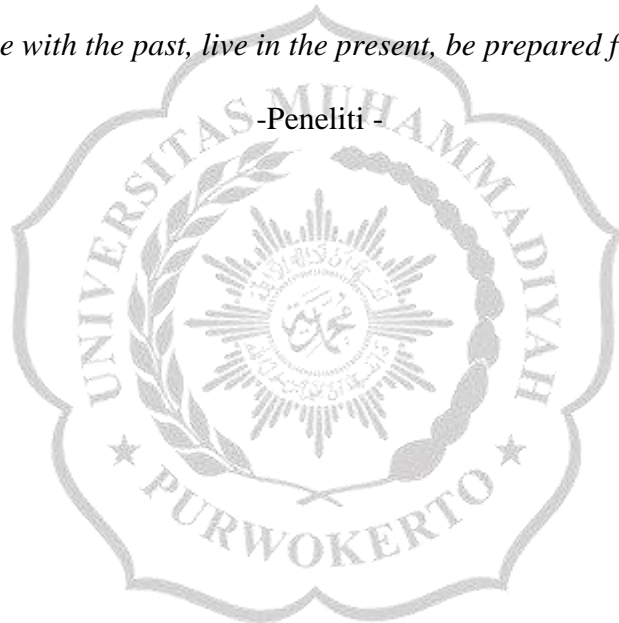 e with the past, live in the present, be prepared f
-Peneliti -
UNIVERSITAS MUHAMMADIYAH
PURWOKERTO